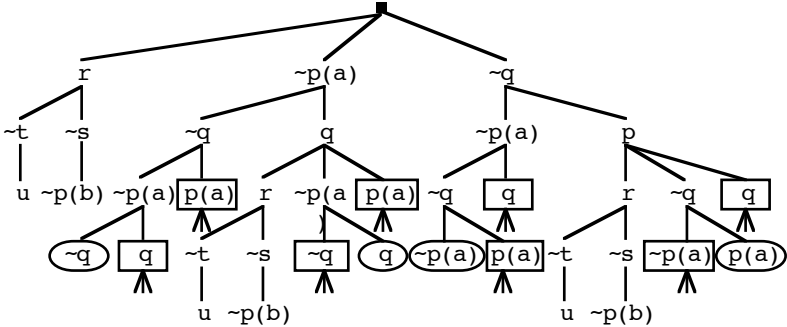 r ~p(a) ~q
~t ~s ~q q ~p(a) p
u ~p(b) ~p(a) p(a) r ~p(a p(a) ~q q r ~q q
)
~q q ~t ~s ~q q ~p(a) p(a) ~t ~s ~p(a) p(a)
u ~p(b) u ~p(b)